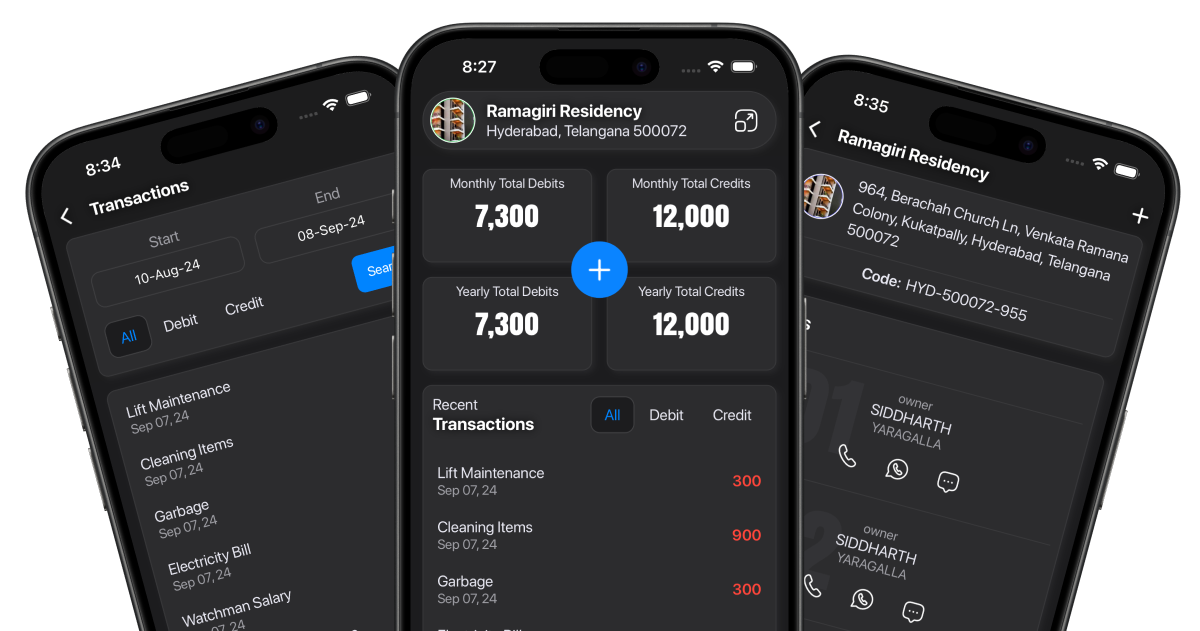 8:34
Transactions
Start
End
10-Aug-24
08-Sep-24
All
Debit
Credit
Lift Maintenance
Sep 07, 24
Cleaning Items
Sep 07, 24
Garbage
Sep 07, 24
Electricity Bill
Sep 07, 24
Watchman Salary
8:27
Ramagiri Residency
Hyderabad, Telangana 500072
Monthly Total Debits
7,300
Monthly Total Credits
12,000
Yearly Total Debits
7,300
Yearly Total Credits
12,000
Recent
Transactions
All
Debit
Credit
Lift Maintenance
Sep 07, 24
300
Cleaning Items
Sep 07, 24
900
Garbage
Sep 07, 24
300
8:35
Ramagiri Residency
964, Berachah Church Ln, Venkata Ramana
Colony, Kukatpally, Hyderabad, Telangana
500072
Code: HYD-500072-955
owner
SIDDHARTH
YARAGALLA
owner
SIDDHARTH
YARAGALLA